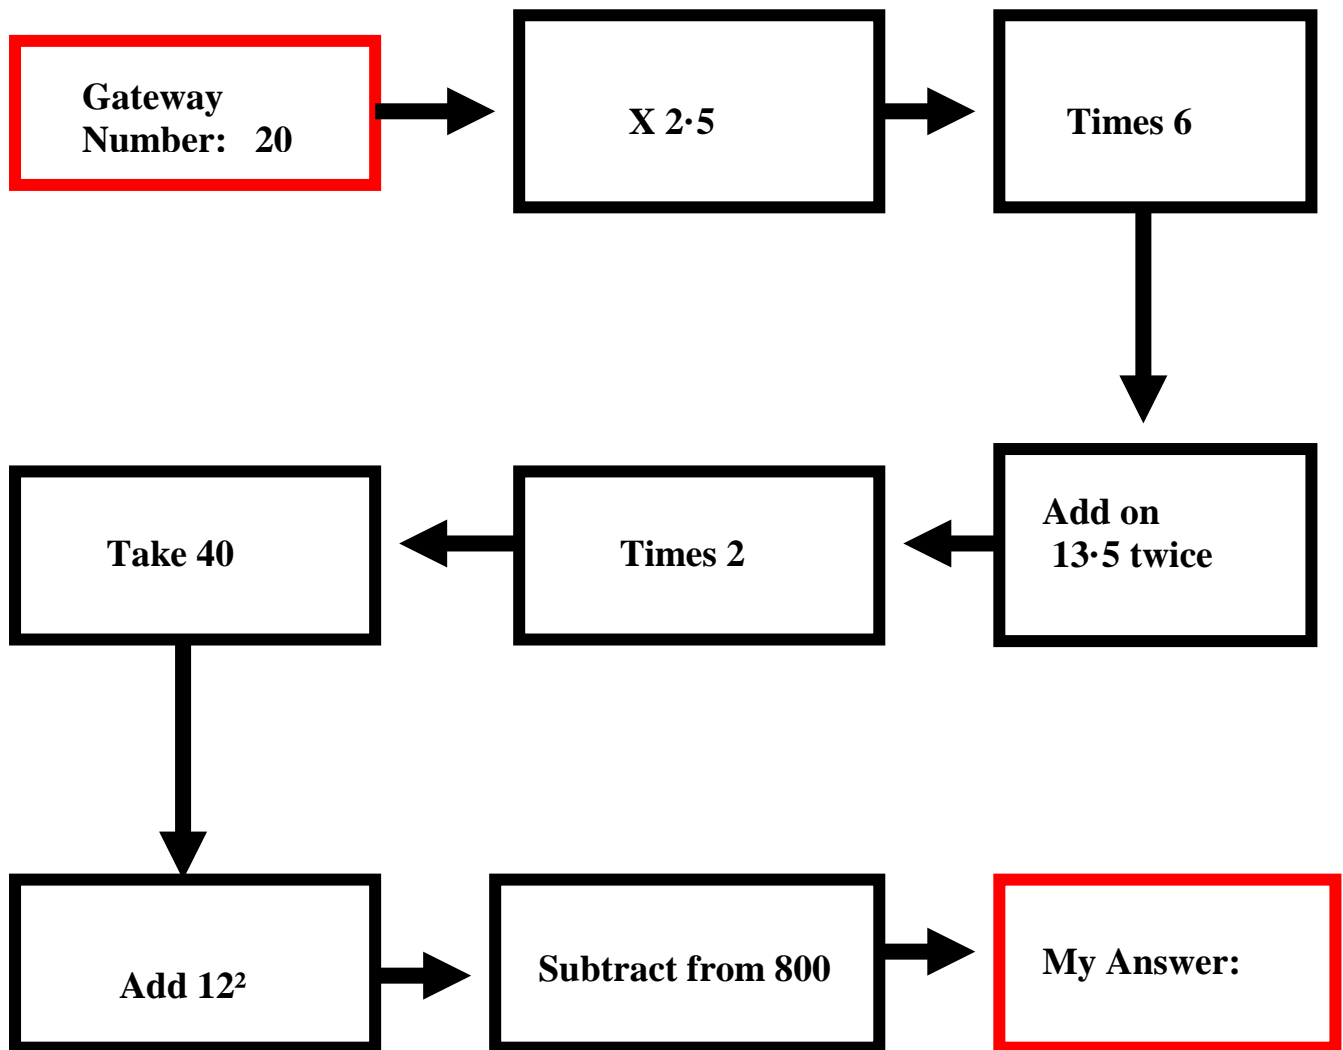 Gateway
Number: 20
X 2·5
Times 6
Add on
13·5 twice
Times 2
Take 40
Add 12²
Subtract from 800
My Answer: